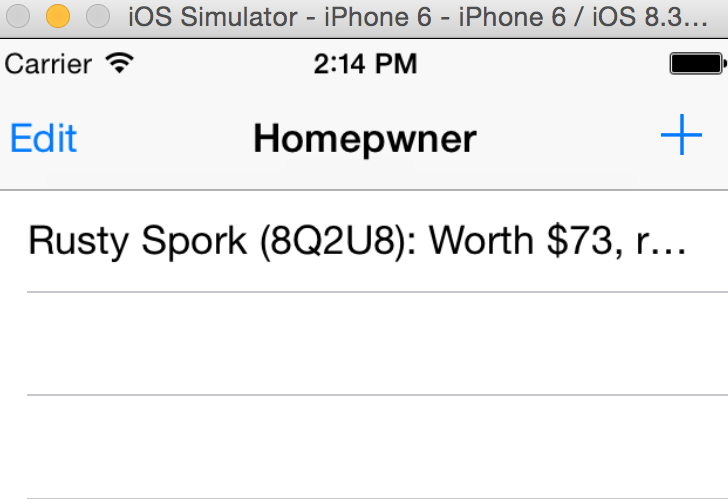 iOS Simulator - iPhone 6 - iPhone 6 / iOS 8.3...
Carrier 2:14 PM
Edit Homepwner +
Rusty Spork (8Q2U8): Worth $73, r...